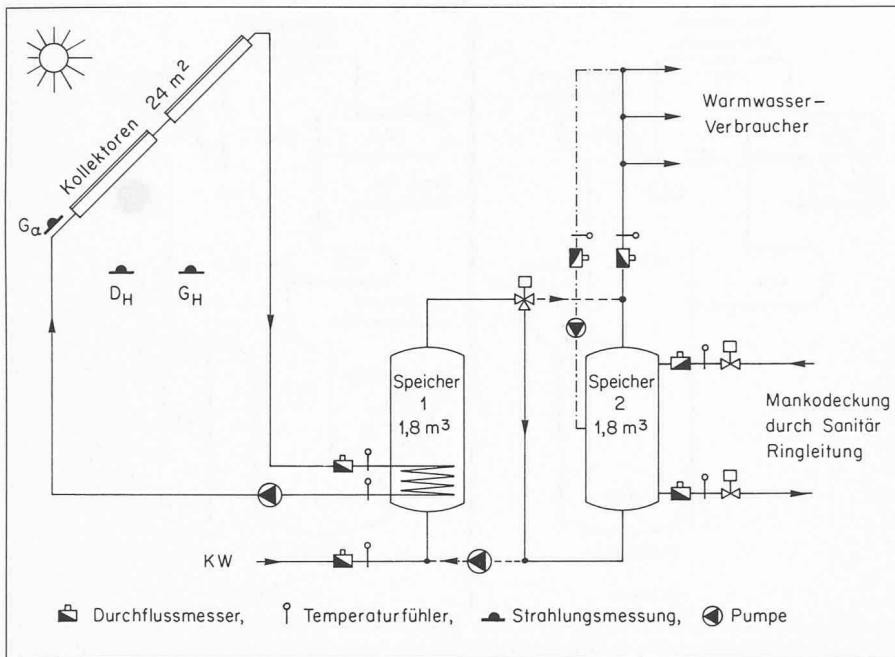 Kollektoren 24 m²
Gα
DH
GH
Warmwasser-
Verbraucher
Speicher
1
1,8 m³
Speicher
2
1,8 m³
Mankodeckung
durch Sanitär
Ringleitung
KW
Durchflussmesser,
Temperaturfühler,
Strahlungsmessung,
Pumpe